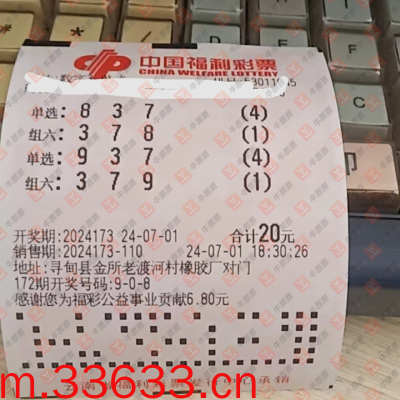 中国福利彩票
CHINA WELFARE LOTTERY
单选: 8 3 7 (4)
组六: 3 7 8 (1)
单选: 9 3 7 (4)
组六: 3 7 9 (1)
开奖期:2024173 24-07-01 合计20元
销售期:2024173-110 24-07-01 18:30:26
地址:寻甸县金所老渡河村橡胶厂对门
172期开奖号码:9-0-8
感谢您为福彩公益事业贡献6.80元
m.33633.com.cn